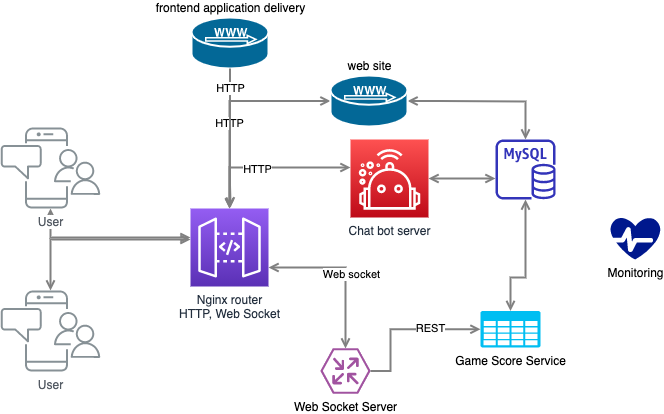 frontend application delivery
WWW
HTTP
web site
WWW
HTTP
MySQL
HTTP
User
Chat bot server
Nginx router
HTTP, Web Socket
Web socket
Monitoring
REST
Game Score Service
User
Web Socket Server